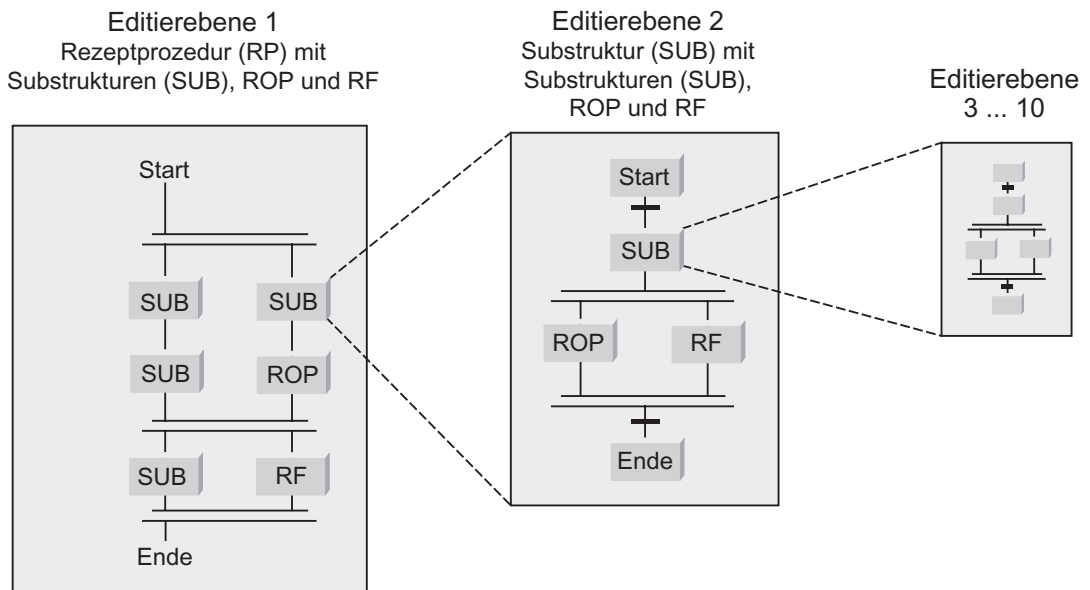 Editierebene 1
Rezeptprozedur (RP) mit
Substrukturen (SUB), ROP und RF
Start
SUB
SUB
SUB
ROP
SUB
RF
Ende
Editierebene 2
Substruktur (SUB) mit
Substrukturen (SUB),
ROP und RF
Start
SUB
ROP
RF
Ende
Editierebene
3 ... 10